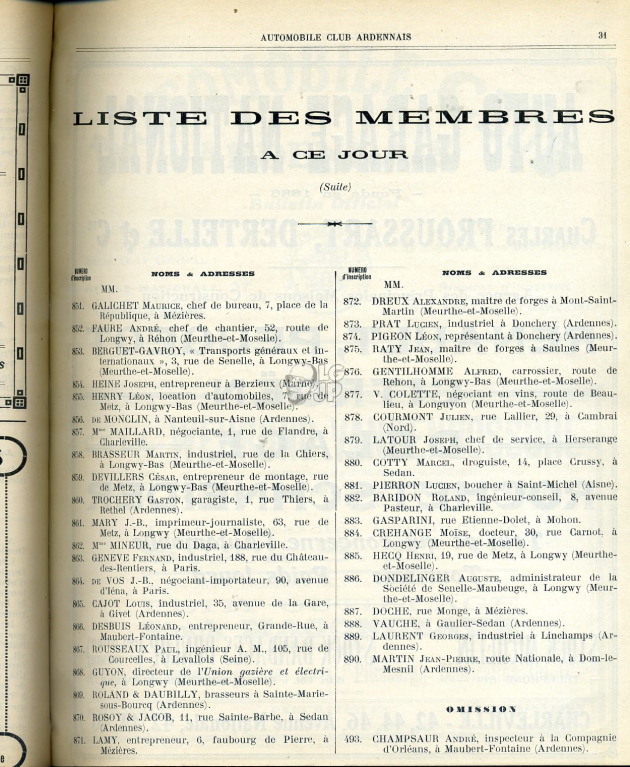 AUTOMOBILE CLUB ARDENNAIS 31
LISTE DES MEMBRES
A CE JOUR
(Suite)
NUMERO d'inscription NOMS & ADRESSES
MM.
851. GALICHET MAURICE, chef de bureau, 7, place de la
République, à Mézières.
852. FAURE ANDRÉ, chef de chantier, 52, route de
Longwy, à Réhon (Meurthe-et-Moselle).
853. BERGUET-GAVROY, « Transports généraux et in-
ternationaux », 3, rue de Senelle, à Longwy-Bas
(Meurthe-et-Moselle).
854. HEINE JOSEPH, entrepreneur à Berzieux (Marne).
855. HENRY LÉON, location d'automobiles, 7, rue de
Metz, à Longwy-Bas (Meurthe-et-Moselle).
856. DE MONCLIN, à Nanteuil-sur-Aisne (Ardennes).
857. Mme MAILLARD, négociante, 1, rue de Flandre, à
Charleville.
858. BRASSEUR MARTIN, industriel, rue de la Chiers,
à Longwy-Bas (Meurthe-et-Moselle).
859. DEVILLERS CÉSAR, entrepreneur de montage, rue
de Metz, à Longwy-Bas (Meurthe-et-Moselle).
860. TROCHERY GASTON, garagiste, 1, rue Thiers, à
Rethel (Ardennes).
861. MARY J.-B., imprimeur-journaliste, 63, rue de
Metz, à Longwy (Meurthe-et-Moselle).
862. Mme MINEUR, rue du Daga, à Charleville.
863. GENEVE FERNAND, industriel, 188, rue du Château-
des-Rentiers, à Paris.
864. DE VOS J.-B., négociant-importateur, 90, avenue
d'Iéna, à Paris.
865. CAJOT LOUIS, industriel, 35, avenue de la Gare,
à Givet (Ardennes).
866. DESBUIS LÉONARD, entrepreneur, Grande-Rue, à
Maubert-Fontaine.
867. ROUSSEAUX PAUL, ingénieur A. M., 105, rue de
Courcelles, à Levallois (Seine).
868. GUYON, directeur de l'Union gazière et électri-
que, à Longwy (Meurthe-et-Moselle).
869. ROLAND & DAUBILLY, brasseurs à Sainte-Marie-
sous-Bourcq (Ardennes).
870. ROSOY & JACOB, 11, rue Sainte-Barbe, à Sedan
(Ardennes).
871. LAMY, entrepreneur, 6, faubourg de Pierre, à
Mézières.
NUMERO d'inscription NOMS & ADRESSES
MM.
872. DREUX ALEXANDRE, maître de forges à Mont-Saint-
Martin (Meurthe-et-Moselle).
873. PRAT LUCIEN, industriel à Donchery (Ardennes).
874. PIGEON LÉON, représentant à Donchery (Ardennes).
875. RATY JEAN, maître de forges à Saulnes (Meur-
the-et-Moselle).
876. GENTILHOMME ALFRED, carrossier, route de
Rehon, à Longwy-Bas (Meurthe-et-Moselle).
877. V. COLETTE, négociant en vins, route de Beau-
lieu, à Longuyon (Meurthe-et-Moselle).
878. COURMONT JULIEN, rue Lallier, 29, à Cambrai
(Nord).
879. LATOUR JOSEPH, chef de service, à Herserange
(Meurthe-et-Moselle).
880. COTTY MARCEL, droguiste, 14, place Crussy, à
Sedan.
881. PIERRON LUCIEN, boucher à Saint-Michel (Aisne).
882. BARIDON ROLAND, ingénieur-conseil, 8, avenue
Pasteur, à Charleville.
883. GASPARINI, rue Etienne-Dolet, à Mohon.
884. CREHANGE MOÏSE, docteur, 30, rue Carnot, à
Longwy (Meurthe-et-Moselle).
885. HECQ HENRI, 19, rue de Metz, à Longwy (Meurthe-
et-Moselle).
886. DONDELINGER AUGUSTE, administrateur de la
Société de Senelle-Maubeuge, à Longwy (Meur-
the-et-Moselle).
887. DOCHE, rue Monge, à Mézières.
888. VAUCHE, à Gaulier-Sedan (Ardennes).
889. LAURENT GEORGES, industriel à Linchamps (Ar-
dennes).
890. MARTIN JEAN-PIERRE, route Nationale, à Dom-le-
Mesnil (Ardennes).
OMISSION
493. CHAMPSAUR ANDRÉ, inspecteur à la Compagnie
d'Orléans, à Maubert-Fontaine (Ardennes).